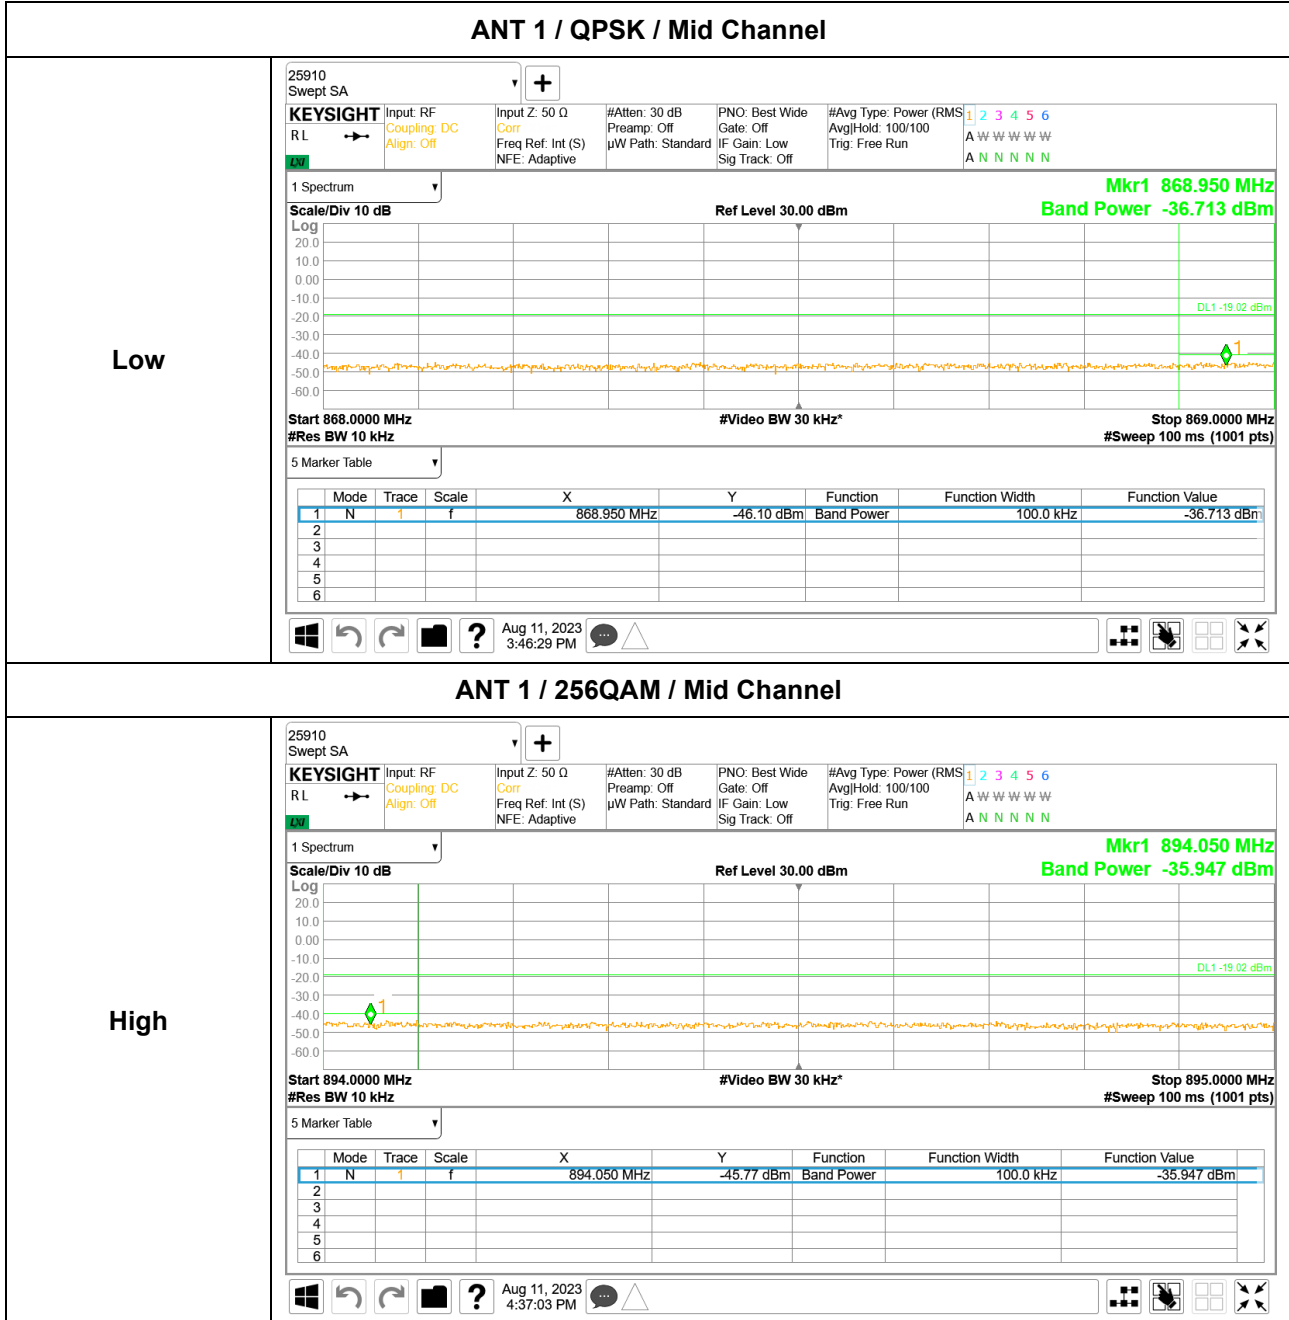 ANT 1 / QPSK / Mid Channel
Low
25910
Swept SA
KEYSIGHT
R L
LXI
Input: RF
Coupling: DC
Align: Off
Input Z: 50 Ω
Corr
Freq Ref: Int (S)
NFE: Adaptive
#Atten: 30 dB
Preamp: Off
µW Path: Standard
PNO: Best Wide
Gate: Off
IF Gain: Low
Sig Track: Off
#Avg Type: Power (RMS
Avg|Hold: 100/100
Trig: Free Run
1 2 3 4 5 6
A W W W W W
A N N N N N
1 Spectrum
Mkr1 868.950 MHz
Scale/Div 10 dB
Ref Level 30.00 dBm
Band Power -36.713 dBm
Log
20.0
10.0
0.00
-10.0
DL1 -19.02 dBm
-20.0
-30.0
-40.0
1
-50.0
-60.0
Start 868.0000 MHz
#Video BW 30 kHz*
Stop 869.0000 MHz
#Res BW 10 kHz
#Sweep 100 ms (1001 pts)
5 Marker Table
Mode Trace Scale X Y Function Function Width Function Value
1 N 1 f 868.950 MHz -46.10 dBm Band Power 100.0 kHz -36.713 dBm
2
3
4
5
6
?
Aug 11, 2023
3:46:29 PM
ANT 1 / 256QAM / Mid Channel
High
25910
Swept SA
KEYSIGHT
R L
LXI
Input: RF
Coupling: DC
Align: Off
Input Z: 50 Ω
Corr
Freq Ref: Int (S)
NFE: Adaptive
#Atten: 30 dB
Preamp: Off
µW Path: Standard
PNO: Best Wide
Gate: Off
IF Gain: Low
Sig Track: Off
#Avg Type: Power (RMS
Avg|Hold: 100/100
Trig: Free Run
1 2 3 4 5 6
A W W W W W
A N N N N N
1 Spectrum
Mkr1 894.050 MHz
Scale/Div 10 dB
Ref Level 30.00 dBm
Band Power -35.947 dBm
Log
20.0
10.0
0.00
-10.0
DL1 -19.02 dBm
-20.0
-30.0
-40.0
1
-50.0
-60.0
Start 894.0000 MHz
#Video BW 30 kHz*
Stop 895.0000 MHz
#Res BW 10 kHz
#Sweep 100 ms (1001 pts)
5 Marker Table
Mode Trace Scale X Y Function Function Width Function Value
1 N 1 f 894.050 MHz -45.77 dBm Band Power 100.0 kHz -35.947 dBm
2
3
4
5
6
?
Aug 11, 2023
4:37:03 PM